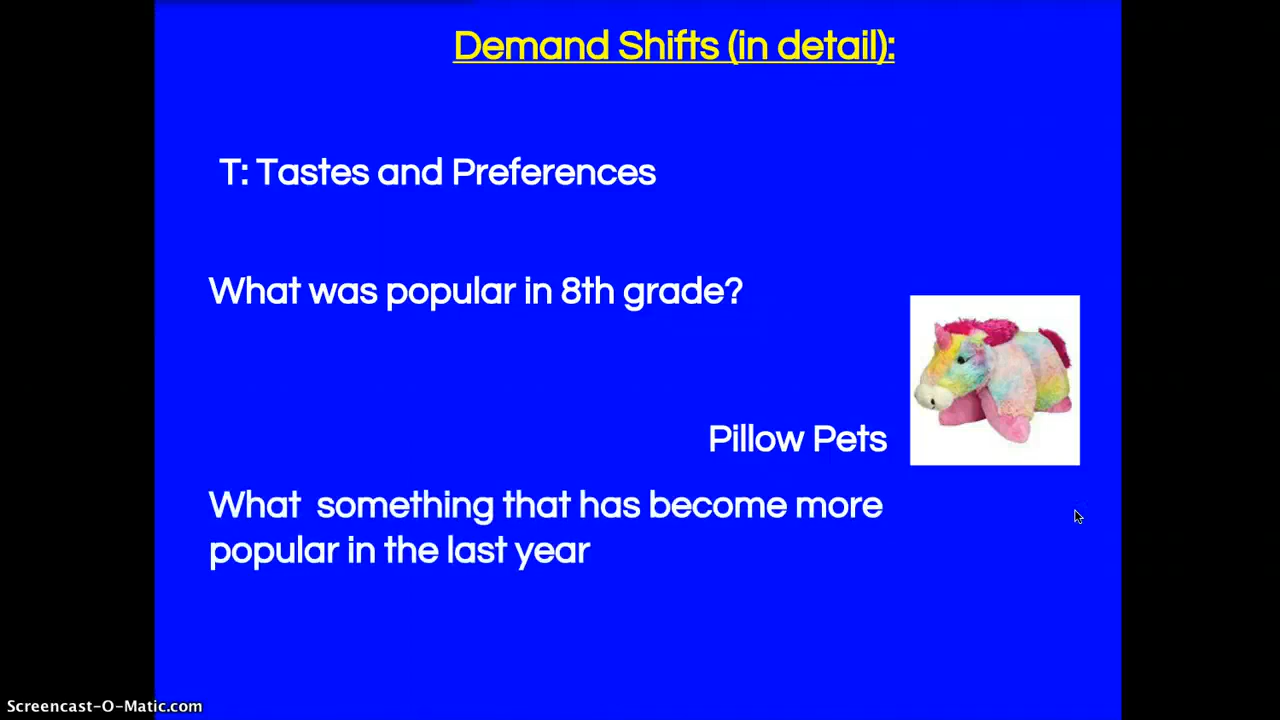 Demand Shifts (in detail):
T: Tastes and Preferences
What was popular in 8th grade?
Pillow Pets
What something that has become more
popular in the last year
Screencast-O-Matic.com